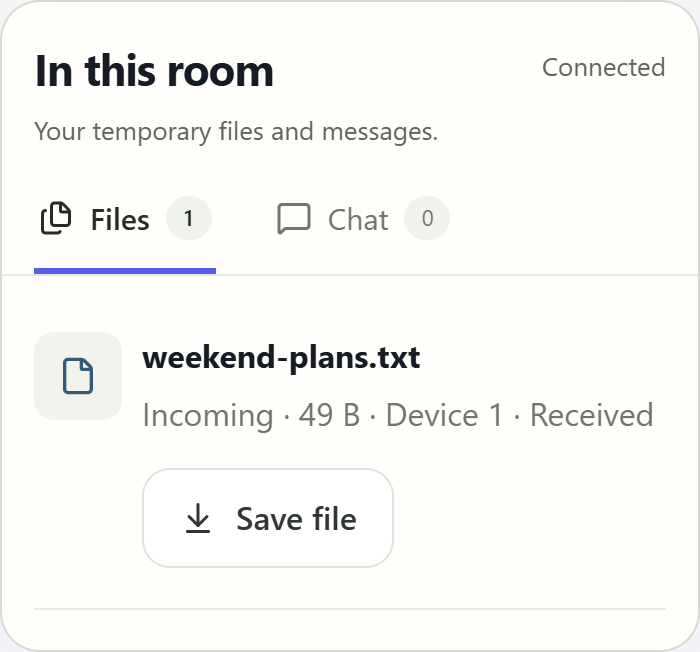 In this room
Connected
Your temporary files and messages.
Files 1
Chat 0
weekend-plans.txt
Incoming · 49 B · Device 1 · Received
Save file